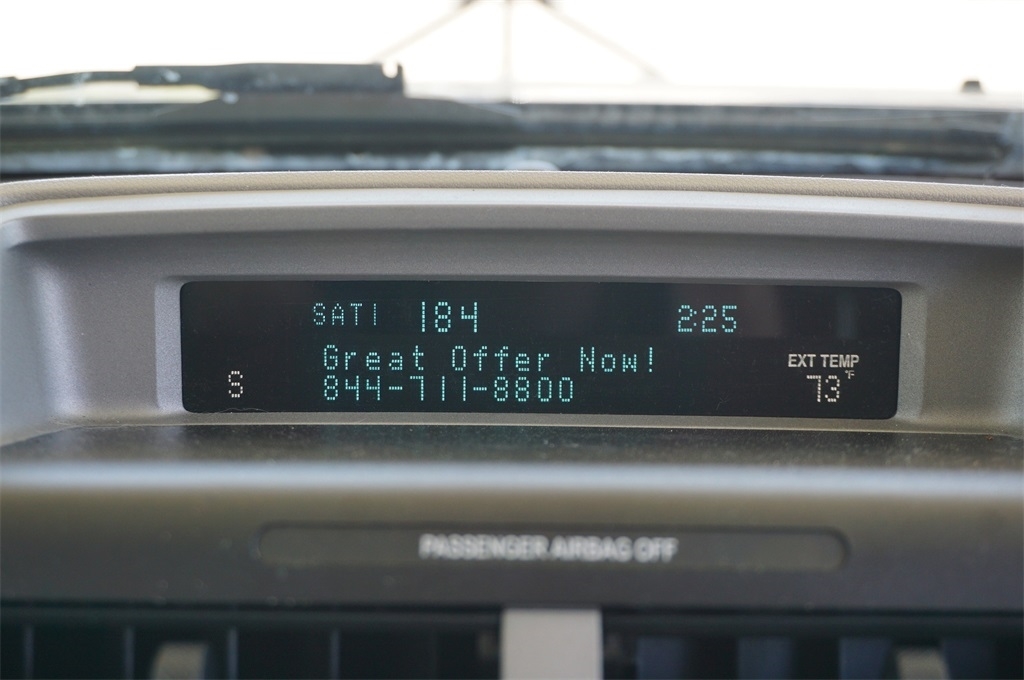 SAT1 184 2:25
Great Offer Now!
EXT TEMP
S 844-711-8800 73°F
PASSENGER AIRBAG OFF